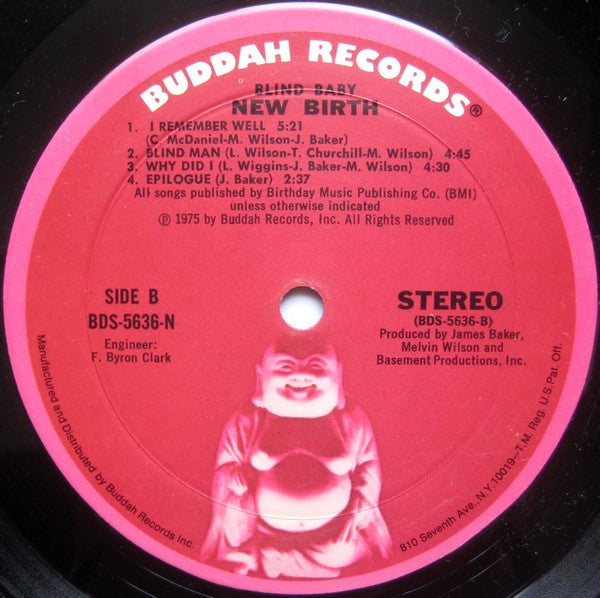 BUDDAH RECORDS®
BLIND BABY
NEW BIRTH
1. I REMEMBER WELL 5:21
(C. McDANIEL-M. WILSON-J. BAKER)
2. BLIND MAN (L. Wilson-T. Churchill-M. Wilson) 4:45
3. WHY DID I (L. Wiggins-J. Baker-M. Wilson) 4:30
4. EPILOGUE (J. Baker) 2:37
All songs published by Birthday Music Publishing Co. (BMI)
unless otherwise indicated
℗ 1975 by Buddah Records, Inc. All Rights Reserved
SIDE B
BDS-5636-N
Engineer:
F. Byron Clark
STEREO
(BDS-5636-B)
Produced by James Baker,
Melvin Wilson and
Basement Productions, Inc.
Manufactured and Distributed by Buddah Records Inc.
810 Seventh Ave., N.Y. 10019–T.M. Reg. U.S. Pat. Off.